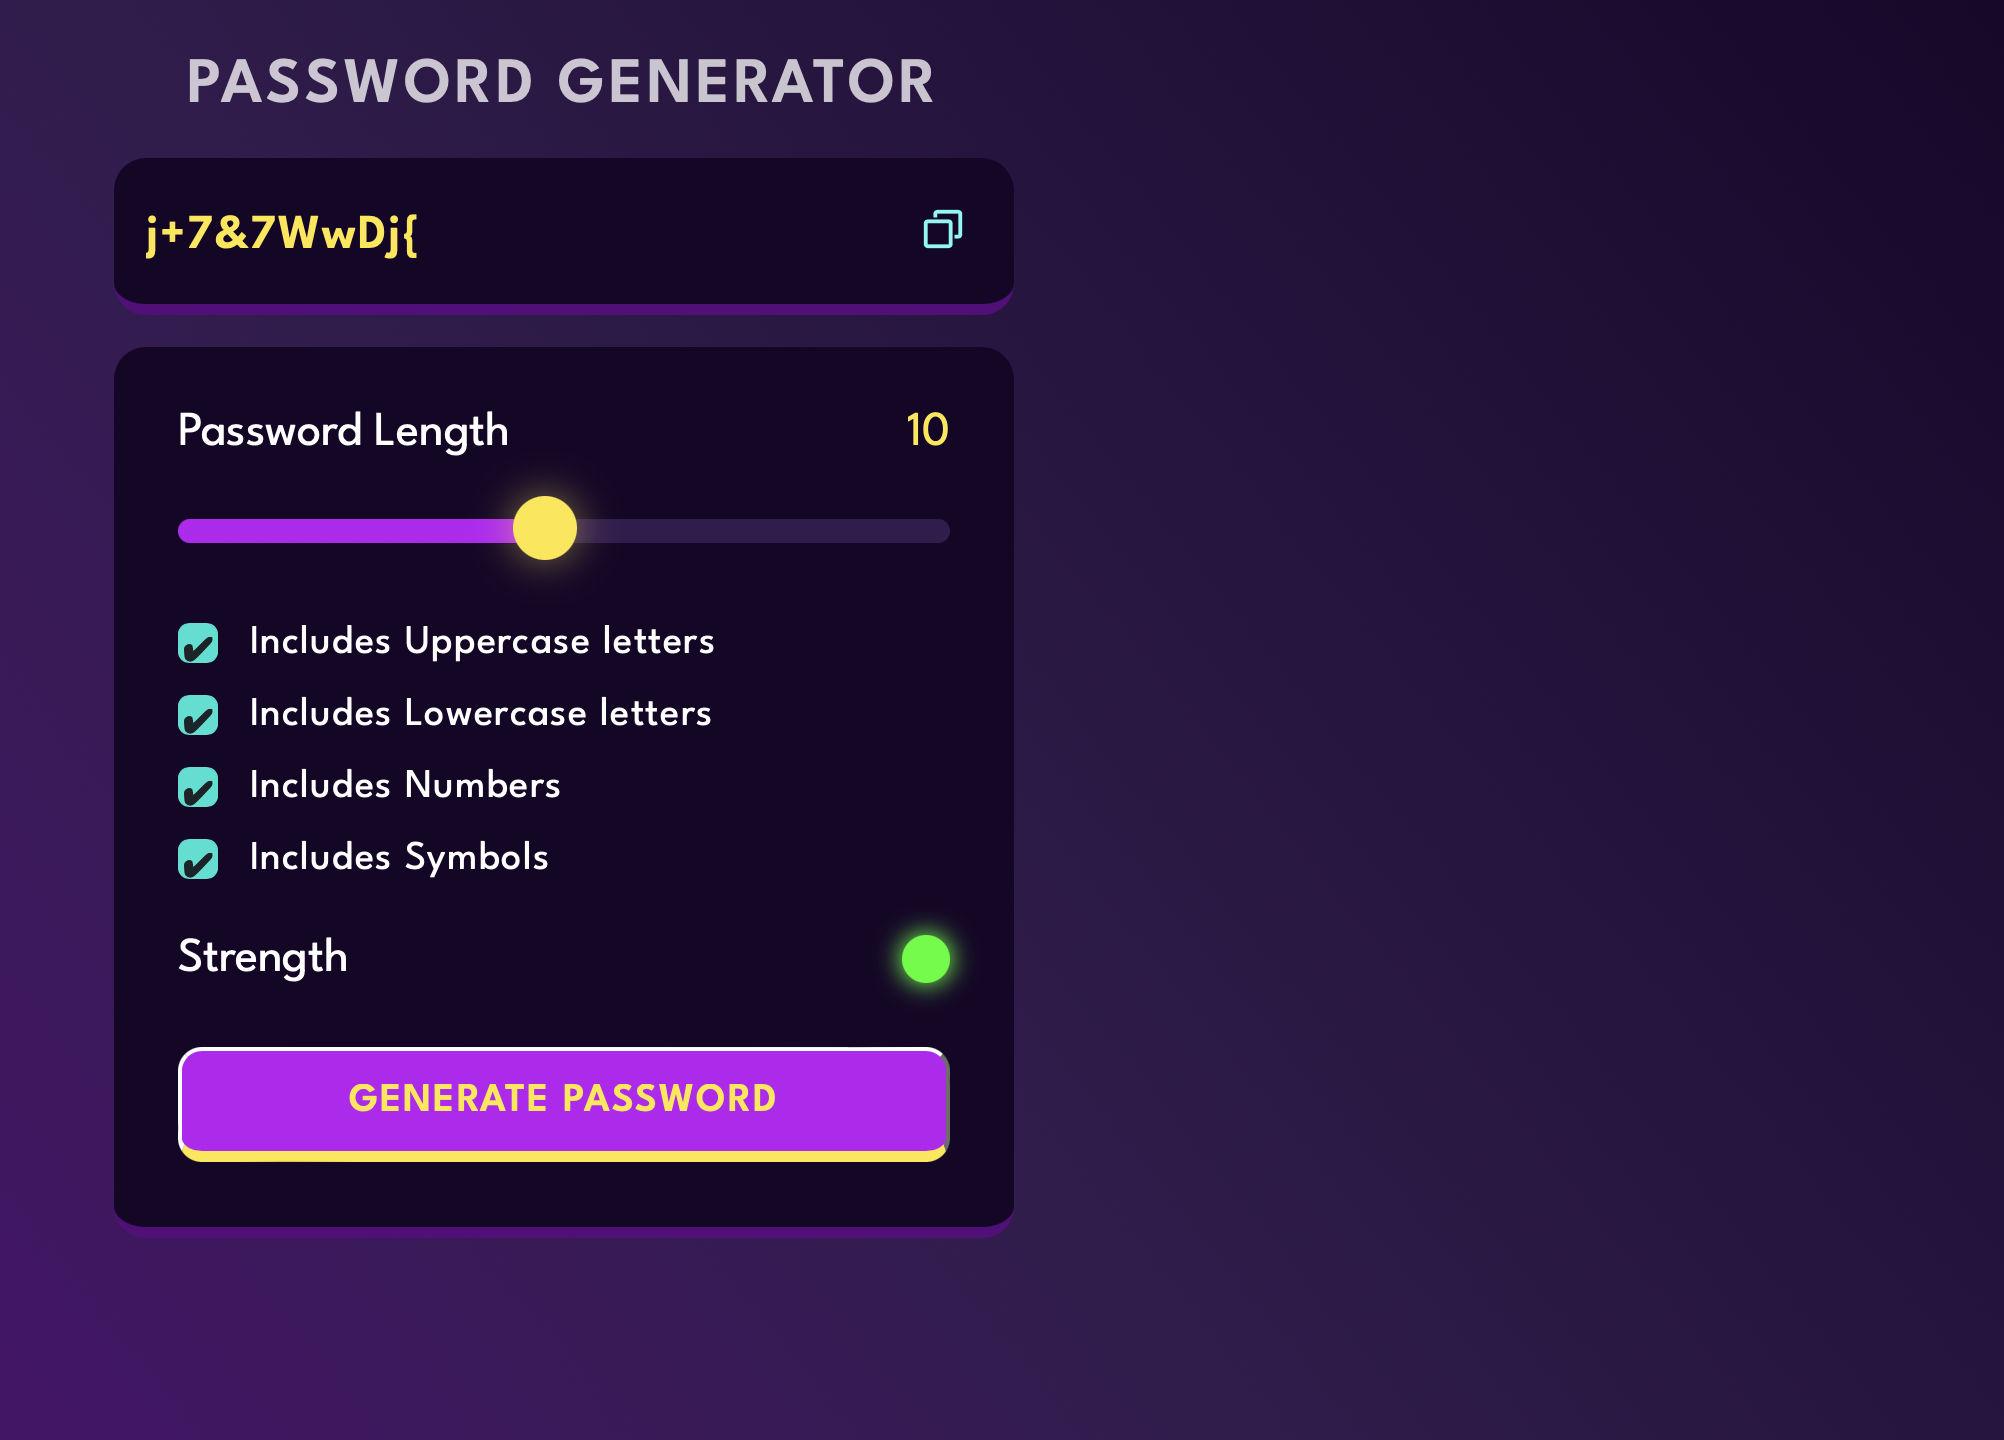 PASSWORD GENERATOR
j+7&7WwDj{
Password Length 10
Includes Uppercase letters
Includes Lowercase letters
Includes Numbers
Includes Symbols
Strength
GENERATE PASSWORD